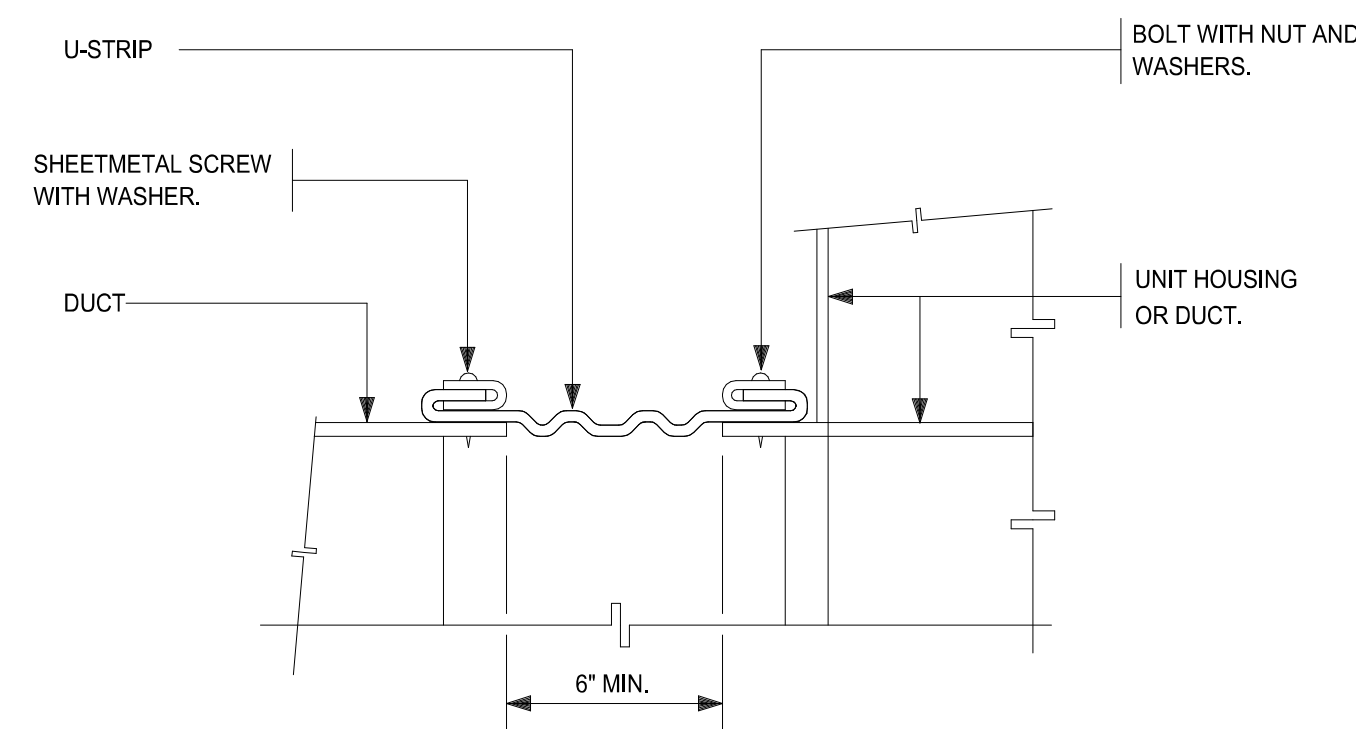 U-STRIP
BOLT WITH NUT AND
WASHERS.
SHEETMETAL SCREW
WITH WASHER.
DUCT
UNIT HOUSING
OR DUCT.
6" MIN.